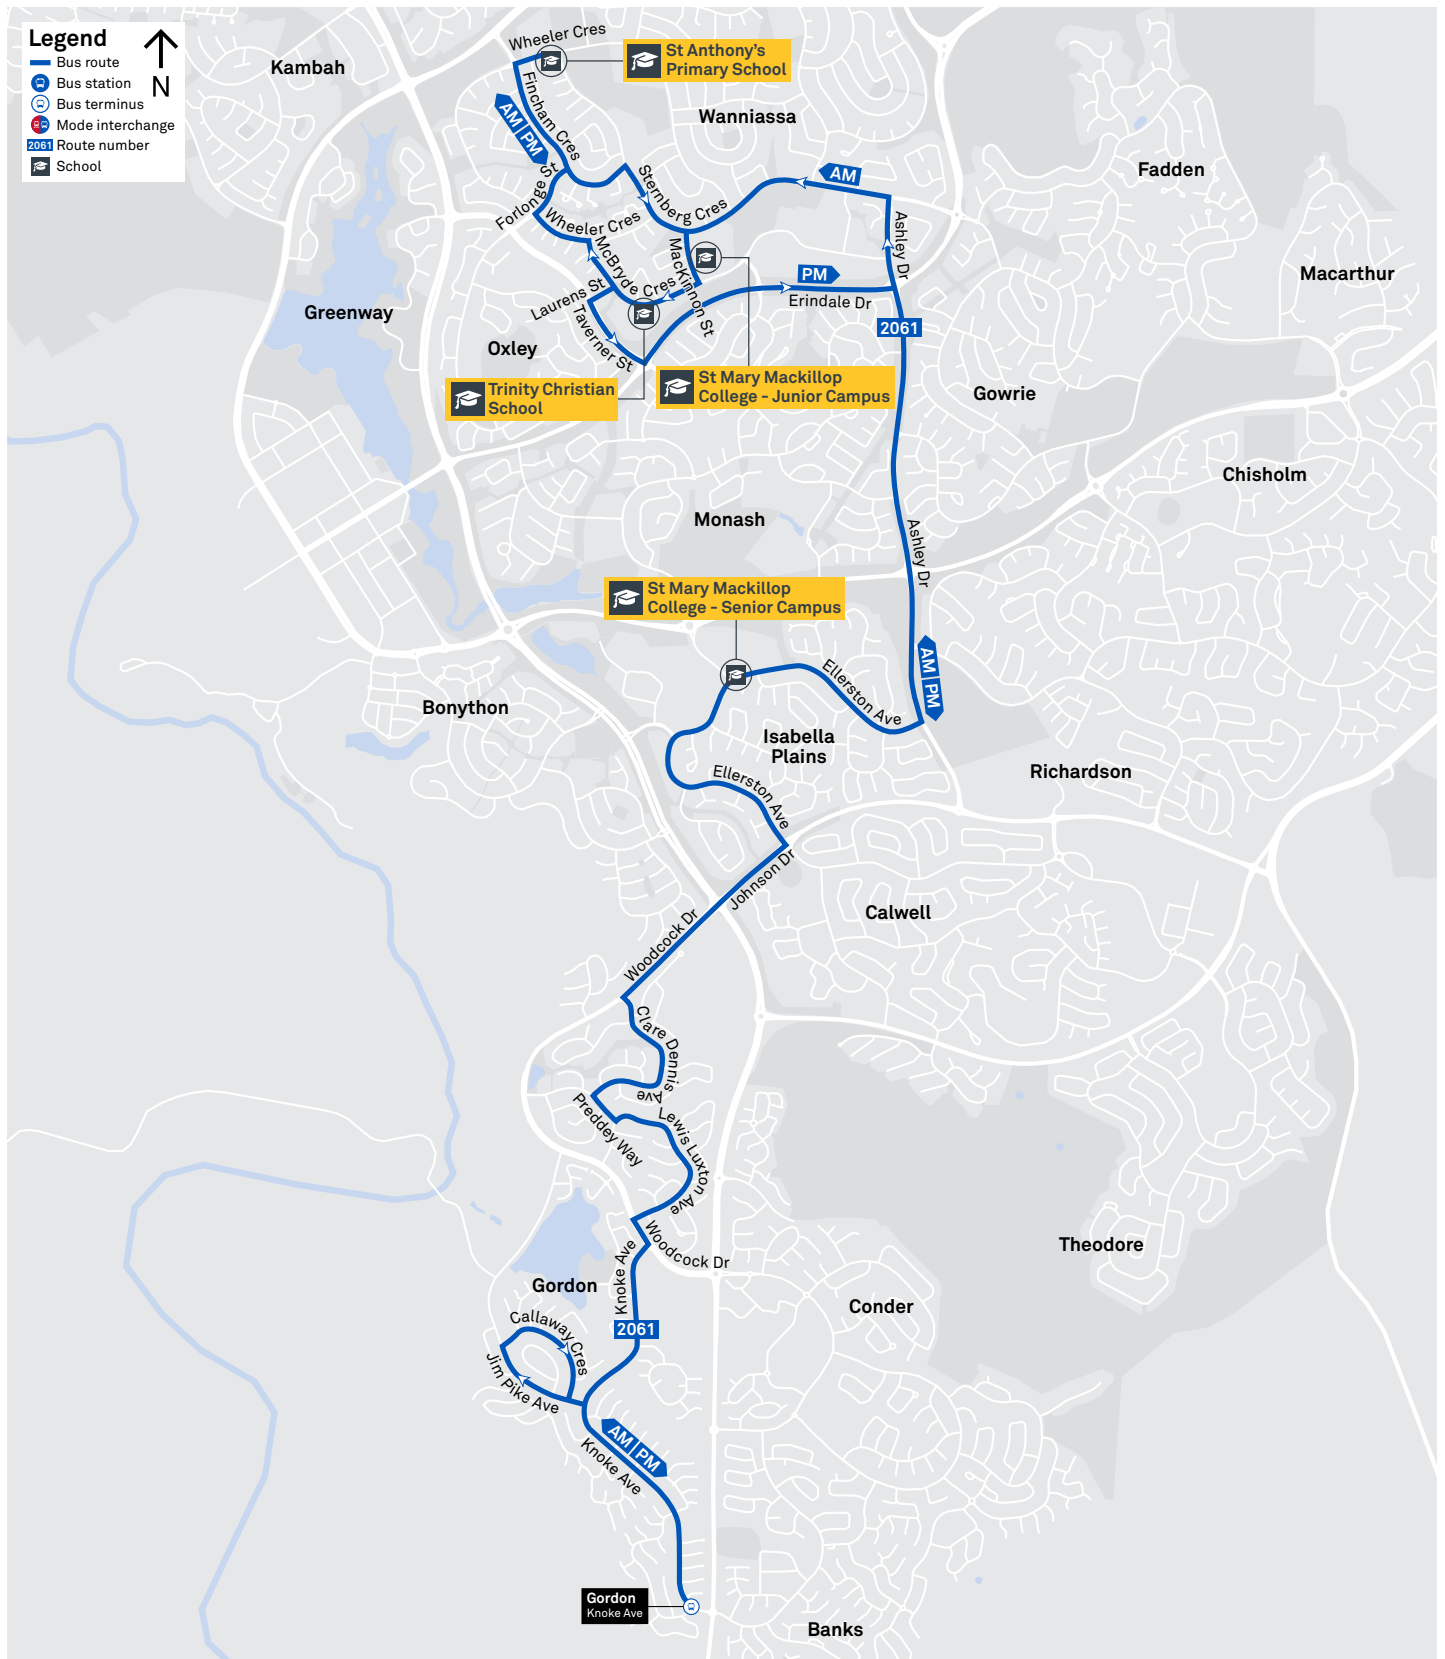 Legend
N
Bus route
Bus station
Bus terminus
Mode interchange
2061 Route number
School
Kambah
Wheeler Cres
St Anthony's
Primary School
Wanniassa
Fadden
Macarthur
Fincham Cres
AM PM
Forlonge St
Wheeler Cres
Sternberg Cres
AM
Ashley Dr
MacKinnon St
McBryde Cres
Laurens St
Taverner St
PM
Erindale Dr
2061
Greenway
Oxley
Trinity Christian
School
St Mary Mackillop
College - Junior Campus
Gowrie
Chisholm
Monash
Ashley Dr
St Mary Mackillop
College - Senior Campus
AM PM
Ellerston Ave
Bonython
Isabella
Plains
Richardson
Ellerston Ave
Johnson Dr
Calwell
Woodcock Dr
Clare Dennis Ave
Preddey Way
Lewis Luxton Ave
Woodcock Dr
Knoke Ave
Theodore
Gordon
Conder
2061
Callaway Cres
Jim Pike Ave
AM PM
Knoke Ave
Gordon
Knoke Ave
Banks